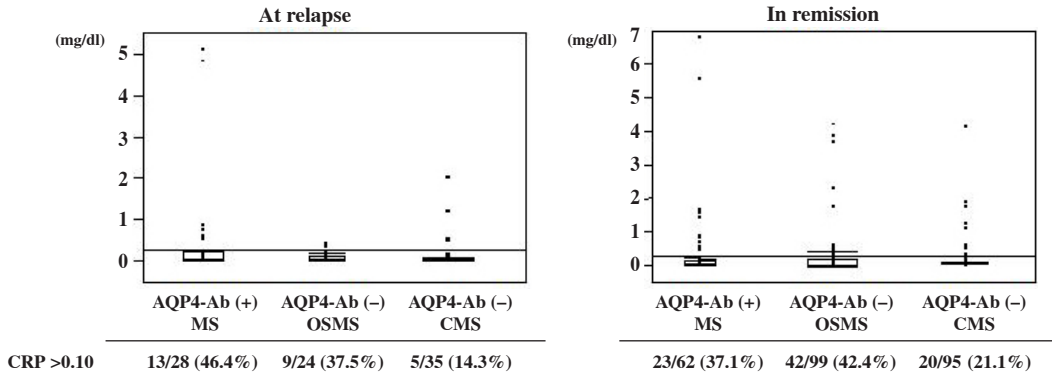 At relapse
In remission
(mg/dl)
5
4
3
2
1
0
(mg/dl)
7
6
5
4
3
2
1
0
AQP4-Ab (+) MS
AQP4-Ab (−) OSMS
AQP4-Ab (−) CMS
AQP4-Ab (+) MS
AQP4-Ab (−) OSMS
AQP4-Ab (−) CMS
CRP >0.10 13/28 (46.4%) 9/24 (37.5%) 5/35 (14.3%) 23/62 (37.1%) 42/99 (42.4%) 20/95 (21.1%)